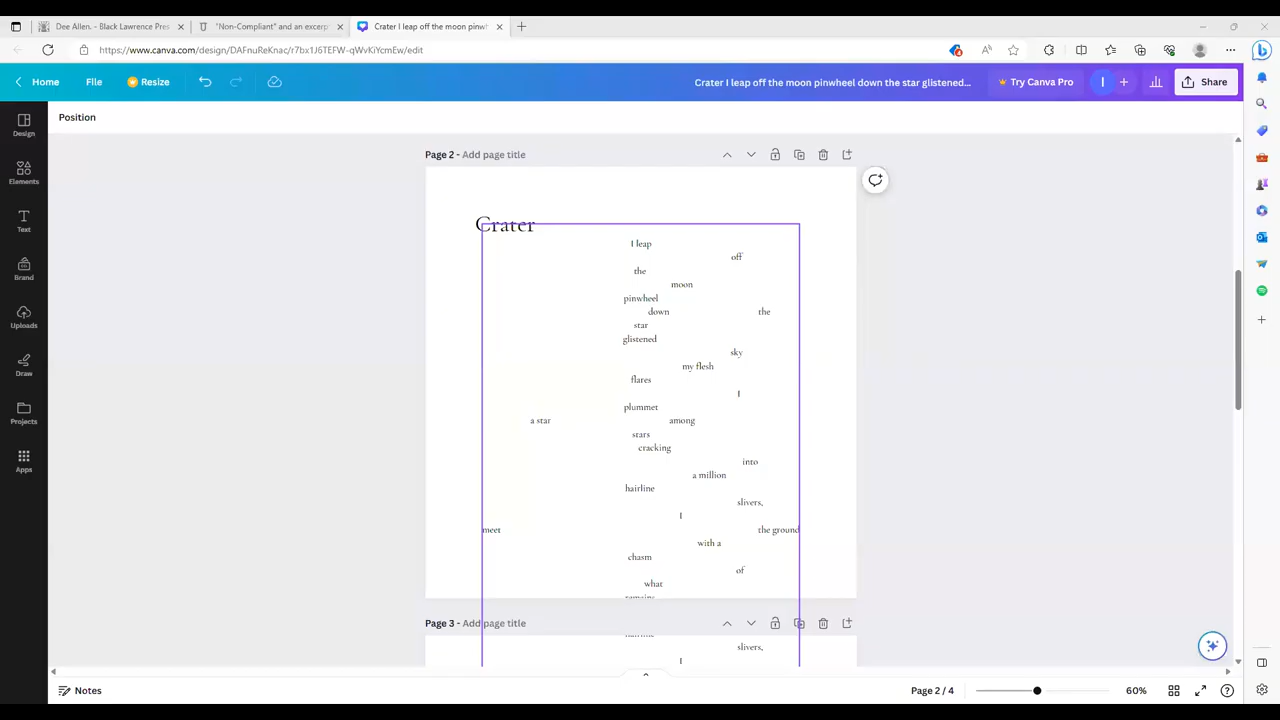 Dee Allen. - Black Lawrence Pres
"Non-Compliant" and an excerp
Crater I leap off the moon pinwh
https://www.canva.com/design/DAFnuReKnac/r7bx1J6TEFW-qWvKiYcmEw/edit
Home
File
Resize
Crater I leap off the moon pinwheel down the star glistened...
Try Canva Pro
I
Share
Position
Design
Elements
Text
Brand
Uploads
Draw
Projects
Apps
Page 2 - Add page title
Crater
I leap
off
the
moon
pinwheel
down the
star
glistened
sky
my flesh
flares
I
plummet
a star among
stars
cracking
into
a million
hairline
slivers,
I
meet the ground
with a
chasm
of
what
remains
Page 3 - Add page title
hairline
slivers,
I
Notes
Page 2 / 4
60%